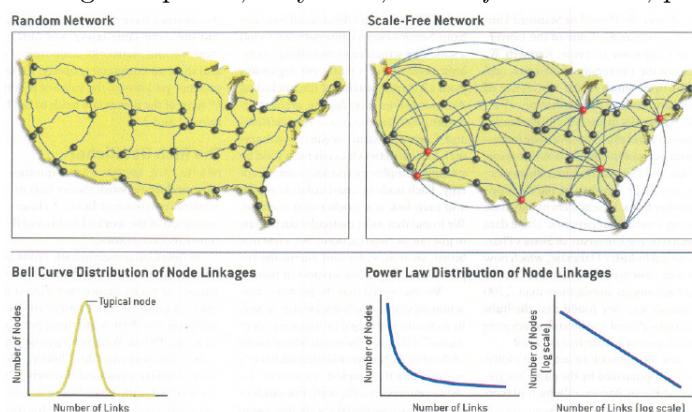 Random Network
Scale-Free Network
Bell Curve Distribution of Node Linkages
Typical node
Number of Nodes
Number of Links
Power Law Distribution of Node Linkages
Number of Nodes
Number of Links
Number of Nodes
(log scale)
Number of Links (log scale)